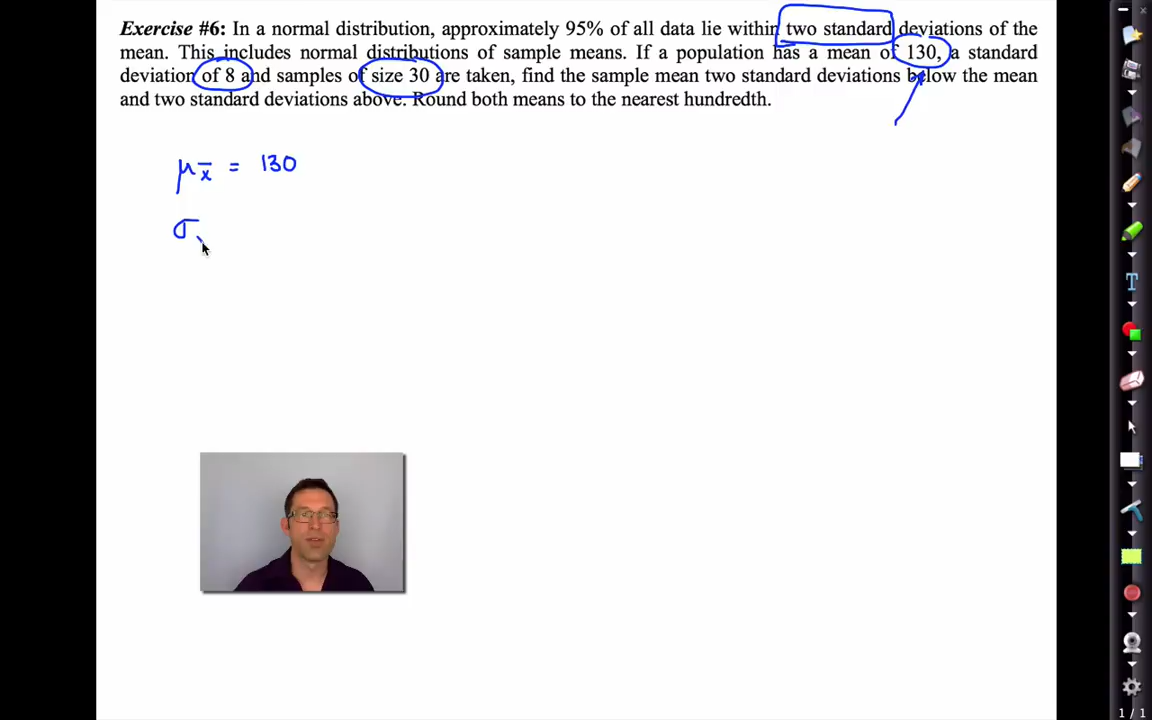 Exercise #6: In a normal distribution, approximately 95% of all data lie within two standard deviations of the
mean. This includes normal distributions of sample means. If a population has a mean of 130, a standard
deviation of 8 and samples of size 30 are taken, find the sample mean two standard deviations below the mean
and two standard deviations above. Round both means to the nearest hundredth.
μx̄ = 130
σ
T
1 / 1